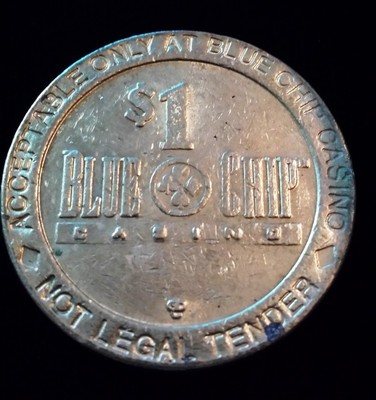 ACCEPTABLE ONLY AT BLUE CHIP CASINO
$1
BLUE CHIP
CASINO
NOT LEGAL TENDER